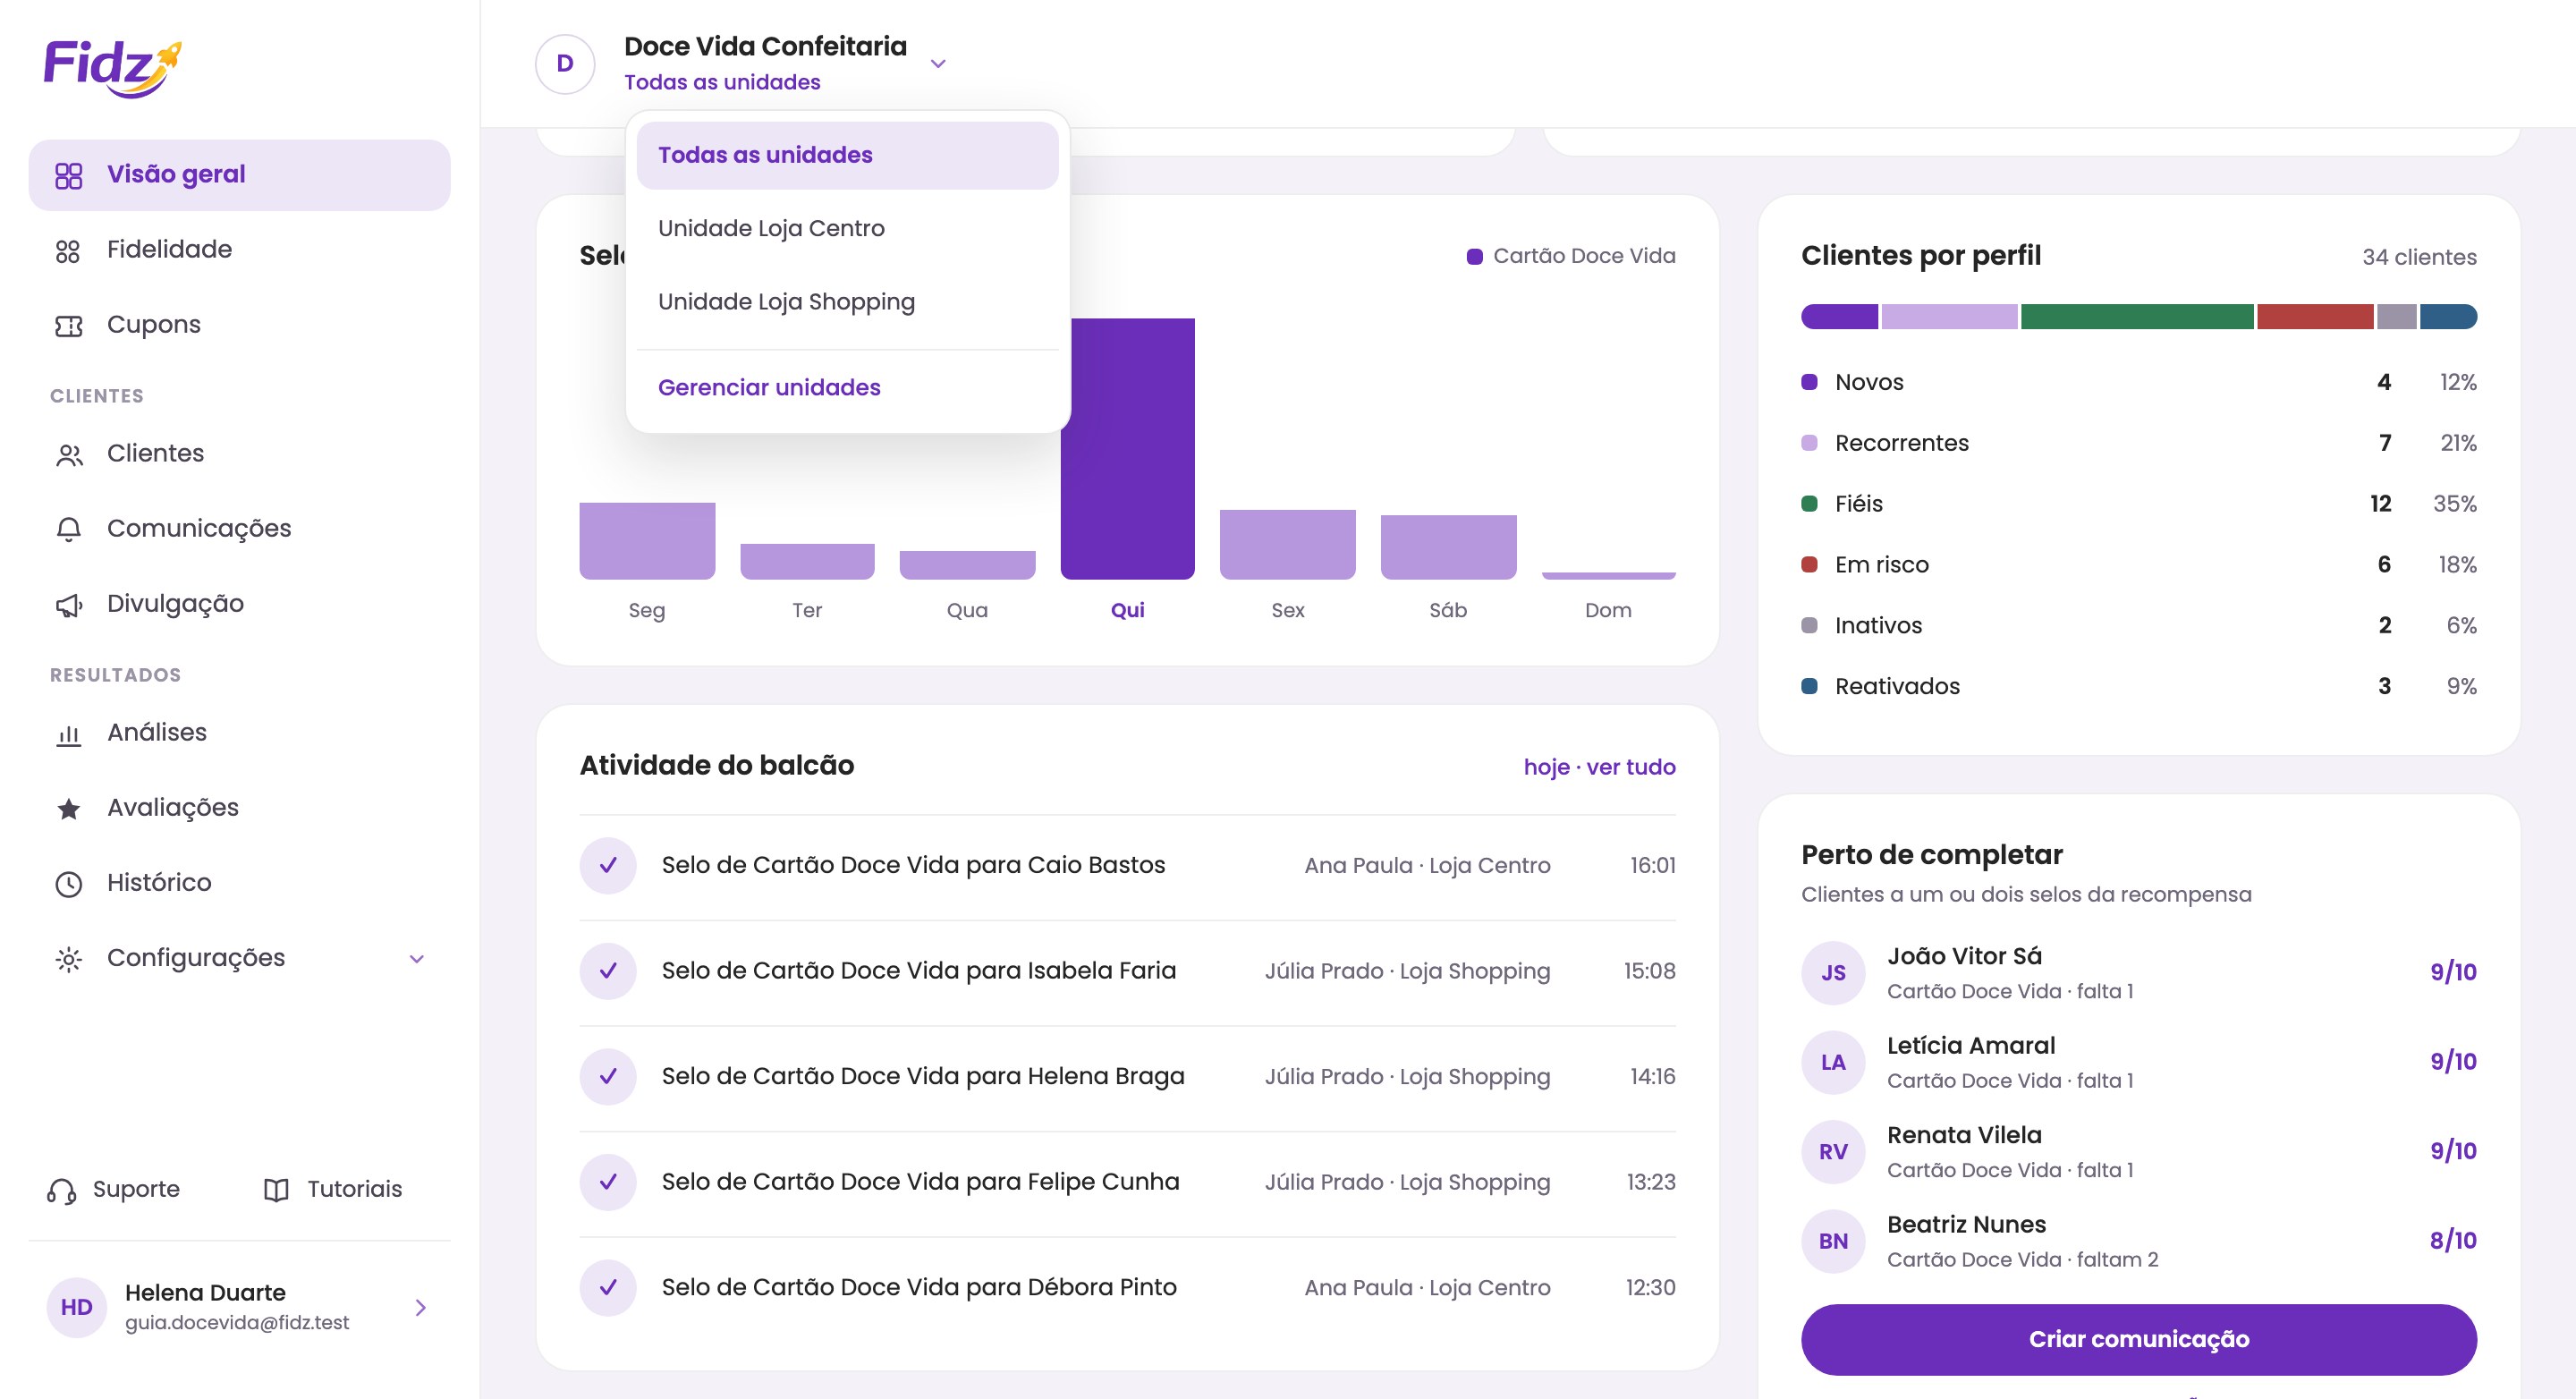 Fidz
Visão geral
Fidelidade
Cupons
CLIENTES
Clientes
Comunicações
Divulgação
RESULTADOS
Análises
Avaliações
Histórico
Configurações
Suporte
Tutoriais
HD
Helena Duarte
guia.docevida@fidz.test
D
Doce Vida Confeitaria
Todas as unidades
Todas as unidades
Unidade Loja Centro
Unidade Loja Shopping
Gerenciar unidades
Cartão Doce Vida
Seg Ter Qua Qui Sex Sáb Dom
Atividade do balcão
hoje · ver tudo
Selo de Cartão Doce Vida para Caio Bastos Ana Paula · Loja Centro 16:01
Selo de Cartão Doce Vida para Isabela Faria Júlia Prado · Loja Shopping 15:08
Selo de Cartão Doce Vida para Helena Braga Júlia Prado · Loja Shopping 14:16
Selo de Cartão Doce Vida para Felipe Cunha Júlia Prado · Loja Shopping 13:23
Selo de Cartão Doce Vida para Débora Pinto Ana Paula · Loja Centro 12:30
Clientes por perfil
34 clientes
Novos 4 12%
Recorrentes 7 21%
Fiéis 12 35%
Em risco 6 18%
Inativos 2 6%
Reativados 3 9%
Perto de completar
Clientes a um ou dois selos da recompensa
JS
João Vitor Sá
Cartão Doce Vida · falta 1
9/10
LA
Letícia Amaral
Cartão Doce Vida · falta 1
9/10
RV
Renata Vilela
Cartão Doce Vida · falta 1
9/10
BN
Beatriz Nunes
Cartão Doce Vida · faltam 2
8/10
Criar comunicação